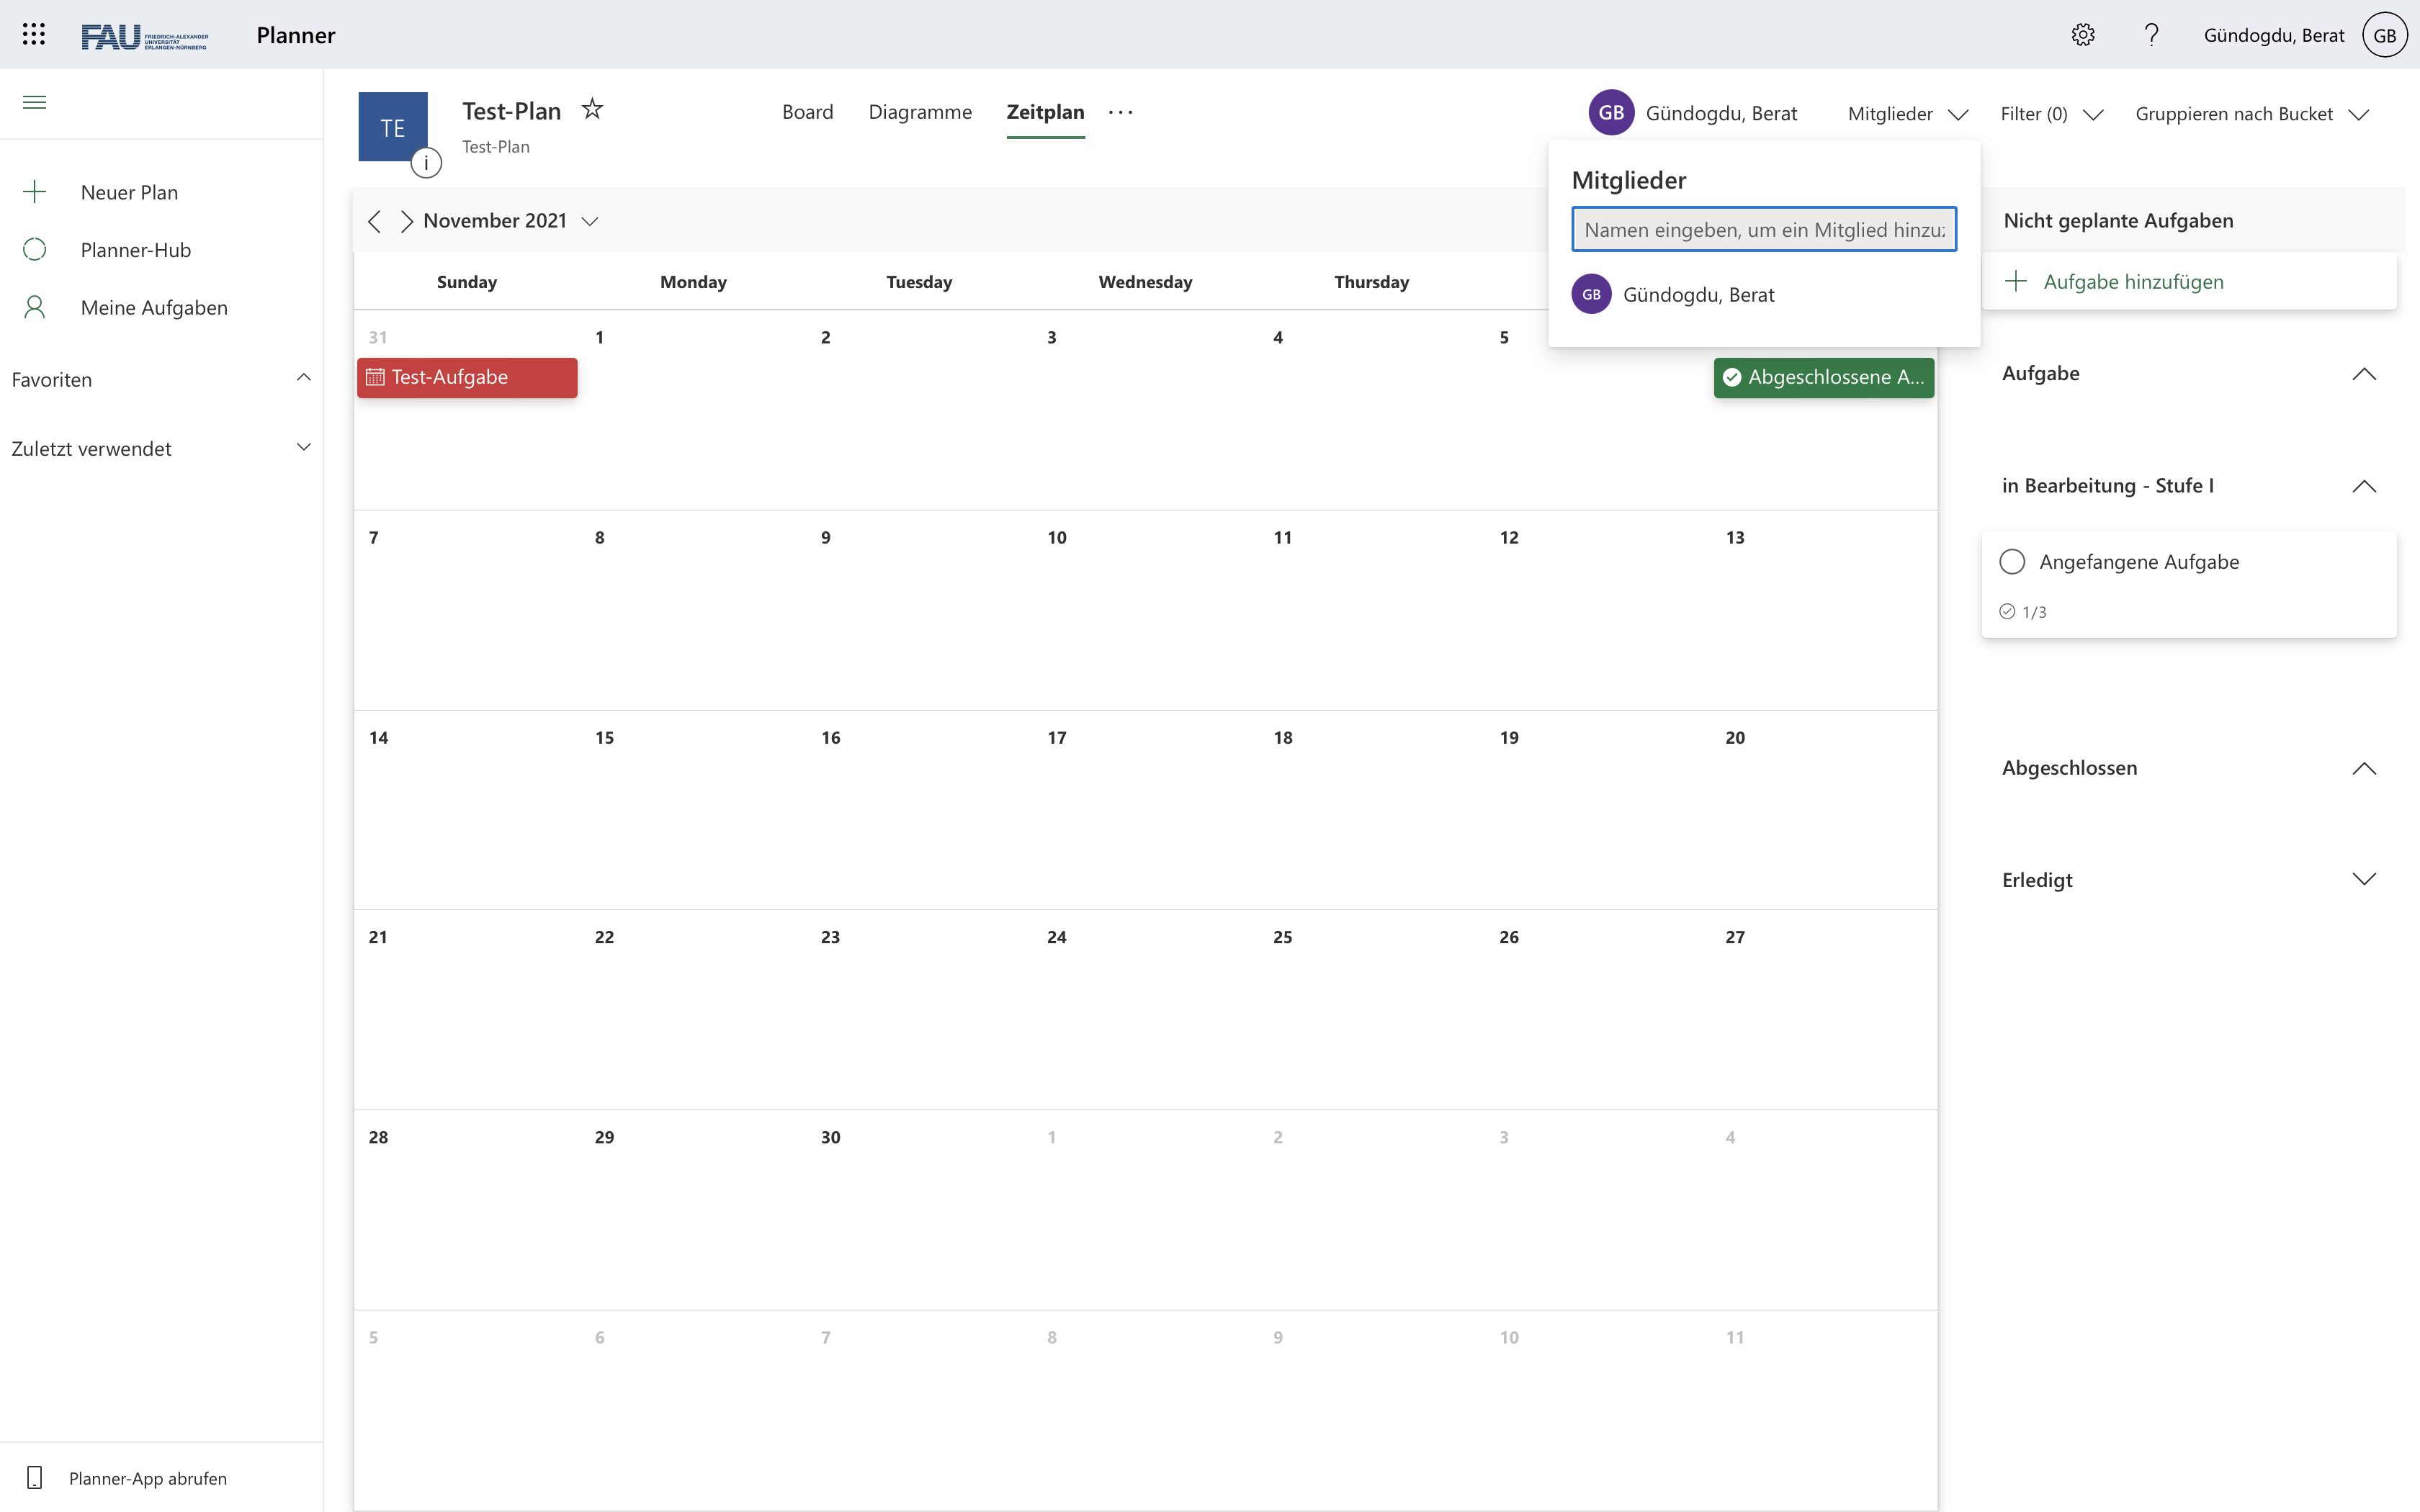 FAU FRIEDRICH-ALEXANDER
UNIVERSITÄT
ERLANGEN-NÜRNBERG
Planner
Gündogdu, Berat
GB
TE
i
Test-Plan
Test-Plan
Board
Diagramme
Zeitplan
GB Gündogdu, Berat
Mitglieder
Filter (0)
Gruppieren nach Bucket
Neuer Plan
Planner-Hub
Meine Aufgaben
Favoriten
Zuletzt verwendet
Planner-App abrufen
November 2021
Sunday Monday Tuesday Wednesday Thursday
31 1 2 3 4 5
Test-Aufgabe
Abgeschlossene A...
7 8 9 10 11 12 13
14 15 16 17 18 19 20
21 22 23 24 25 26 27
28 29 30 1 2 3 4
5 6 7 8 9 10 11
Mitglieder
Namen eingeben, um ein Mitglied hinzu
GB Gündogdu, Berat
Nicht geplante Aufgaben
Aufgabe hinzufügen
Aufgabe
in Bearbeitung - Stufe I
Angefangene Aufgabe
1/3
Abgeschlossen
Erledigt